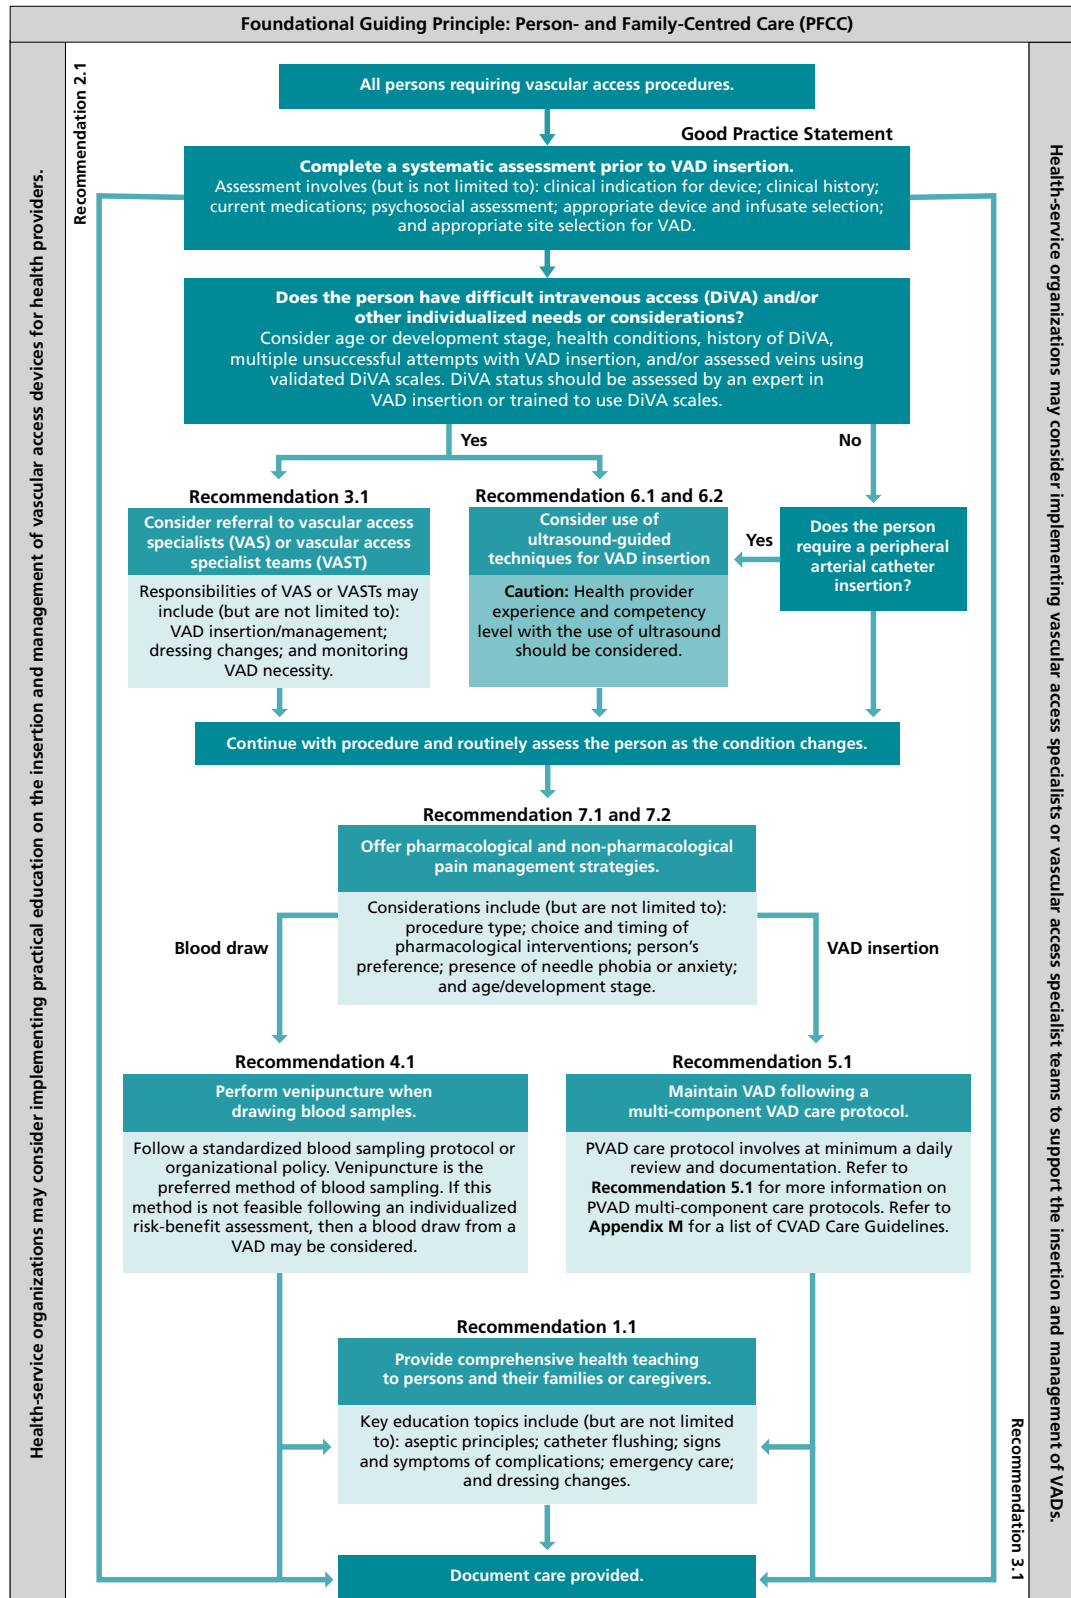 Foundational Guiding Principle: Person- and Family-Centred Care (PFCC)
Health-service organizations may consider implementing practical education on the insertion and management of vascular access devices for health providers.
Recommendation 2.1
All persons requiring vascular access procedures.
Good Practice Statement
Complete a systematic assessment prior to VAD insertion.
Assessment involves (but is not limited to): clinical indication for device; clinical history;
current medications; psychosocial assessment; appropriate device and infusate selection;
and appropriate site selection for VAD.
Does the person have difficult intravenous access (DiVA) and/or
other individualized needs or considerations?
Consider age or development stage, health conditions, history of DiVA,
multiple unsuccessful attempts with VAD insertion, and/or assessed veins using
validated DiVA scales. DiVA status should be assessed by an expert in
VAD insertion or trained to use DiVA scales.
Yes
No
Recommendation 3.1
Consider referral to vascular access
specialists (VAS) or vascular access
specialist teams (VAST)
Responsibilities of VAS or VASTs may
include (but are not limited to):
VAD insertion/management;
dressing changes; and monitoring
VAD necessity.
Recommendation 6.1 and 6.2
Consider use of
ultrasound-guided
techniques for VAD insertion
Caution: Health provider
experience and competency
level with the use of ultrasound
should be considered.
Yes
Does the person
require a peripheral
arterial catheter
insertion?
Continue with procedure and routinely assess the person as the condition changes.
Recommendation 7.1 and 7.2
Offer pharmacological and non-pharmacological
pain management strategies.
Considerations include (but are not limited to):
procedure type; choice and timing of
pharmacological interventions; person's
preference; presence of needle phobia or anxiety;
and age/development stage.
Blood draw
VAD insertion
Recommendation 4.1
Perform venipuncture when
drawing blood samples.
Follow a standardized blood sampling protocol or
organizational policy. Venipuncture is the
preferred method of blood sampling. If this
method is not feasible following an individualized
risk-benefit assessment, then a blood draw from a
VAD may be considered.
Recommendation 5.1
Maintain VAD following a
multi-component VAD care protocol.
PVAD care protocol involves at minimum a daily
review and documentation. Refer to
Recommendation 5.1 for more information on
PVAD multi-component care protocols. Refer to
Appendix M for a list of CVAD Care Guidelines.
Recommendation 1.1
Provide comprehensive health teaching
to persons and their families or caregivers.
Key education topics include (but are not limited
to): aseptic principles; catheter flushing; signs
and symptoms of complications; emergency care;
and dressing changes.
Document care provided.
Recommendation 3.1
Health-service organizations may consider implementing vascular access specialists or vascular access specialist teams to support the insertion and management of VADs.